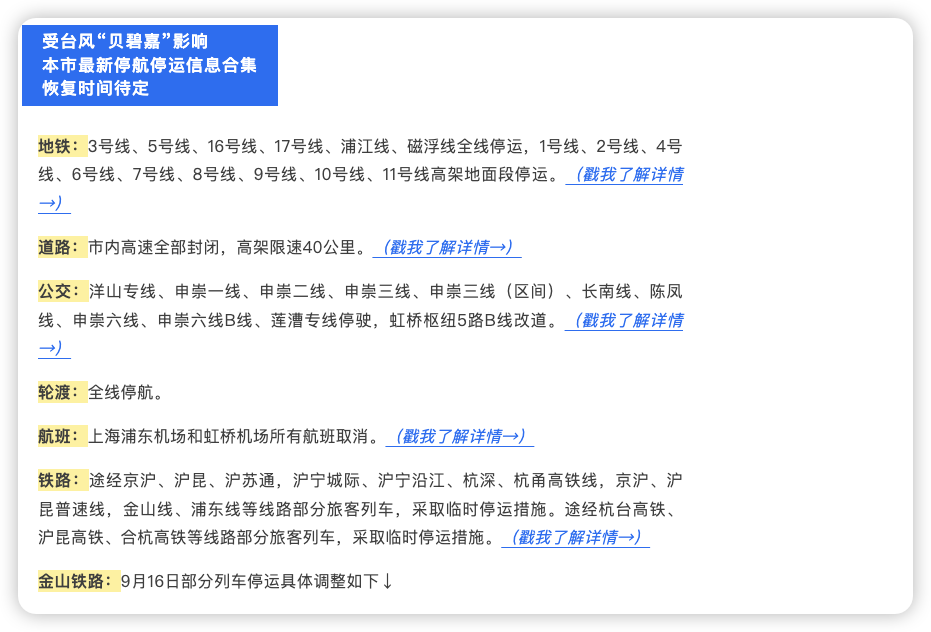 受台风“贝碧嘉”影响
本市最新停航停运信息合集
恢复时间待定
地铁：3号线、5号线、16号线、17号线、浦江线、磁浮线全线停运，1号线、2号线、4号
线、6号线、7号线、8号线、9号线、10号线、11号线高架地面段停运。（戳我了解详情
→）
道路：市内高速全部封闭，高架限速40公里。（戳我了解详情→）
公交：洋山专线、申崇一线、申崇二线、申崇三线、申崇三线（区间）、长南线、陈凤
线、申崇六线、申崇六线B线、莲漕专线停驶，虹桥枢纽5路B线改道。（戳我了解详情
→）
轮渡：全线停航。
航班：上海浦东机场和虹桥机场所有航班取消。（戳我了解详情→）
铁路：途经京沪、沪昆、沪苏通，沪宁城际、沪宁沿江、杭深、杭甬高铁线，京沪、沪
昆普速线，金山线、浦东线等线路部分旅客列车，采取临时停运措施。途经杭台高铁、
沪昆高铁、合杭高铁等线路部分旅客列车，采取临时停运措施。（戳我了解详情→）
金山铁路：9月16日部分列车停运具体调整如下↓